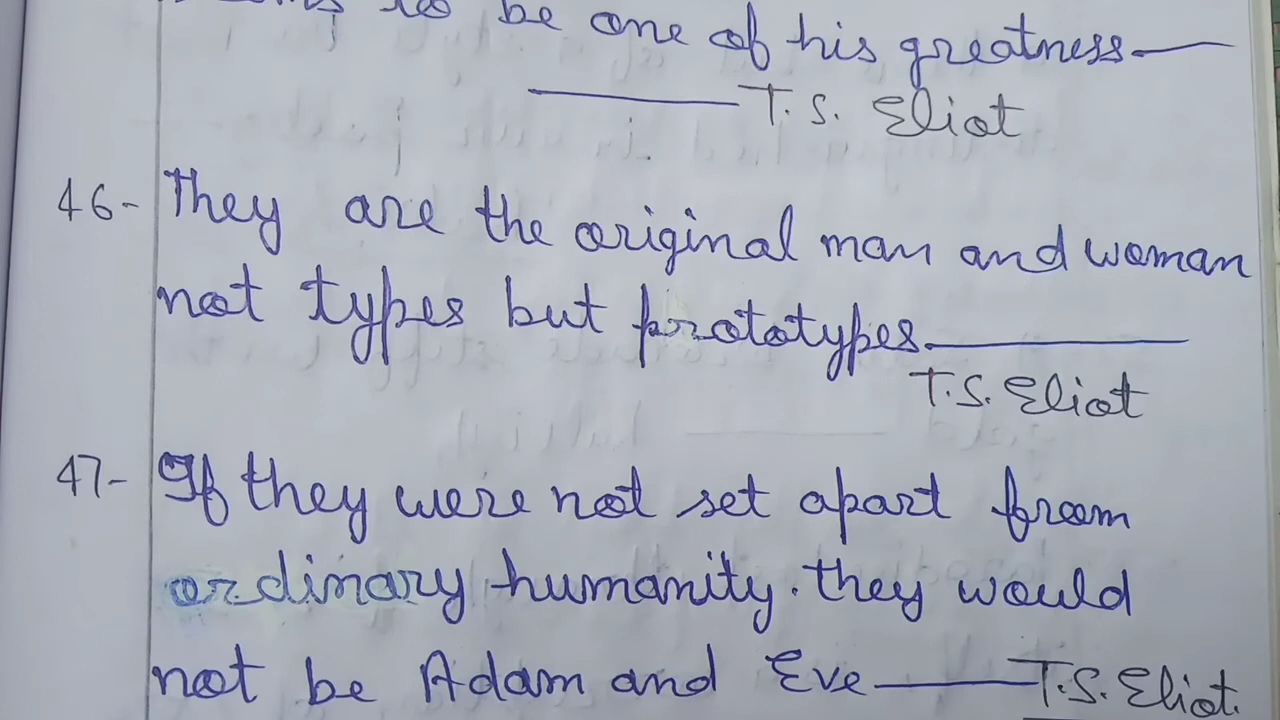 to be one of his greatness—
— T. S. Eliot
46- They are the original man and woman
not types but prototypes.—
T.S. Eliot
47- If they were not set apart from
ordinary humanity. they would
not be Adam and Eve — T.S. Eliot.